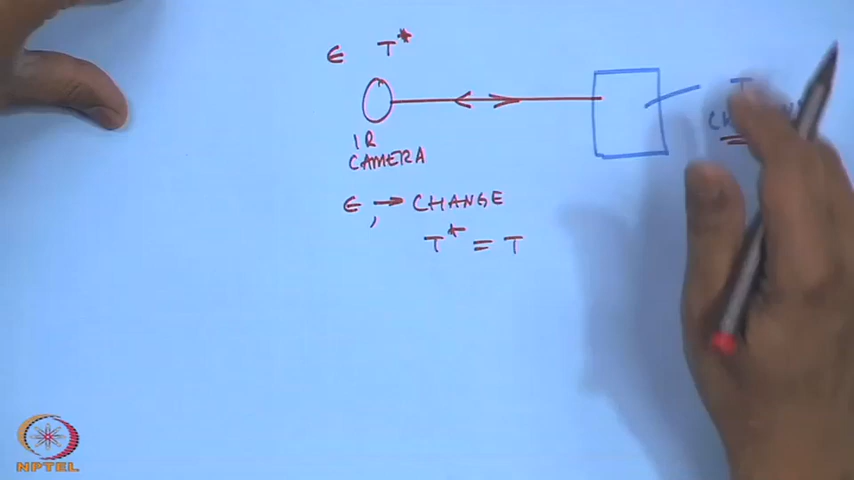 ϵ T*
IR
CAMERA
ϵ, → CHANGE
T* = T
NPTEL